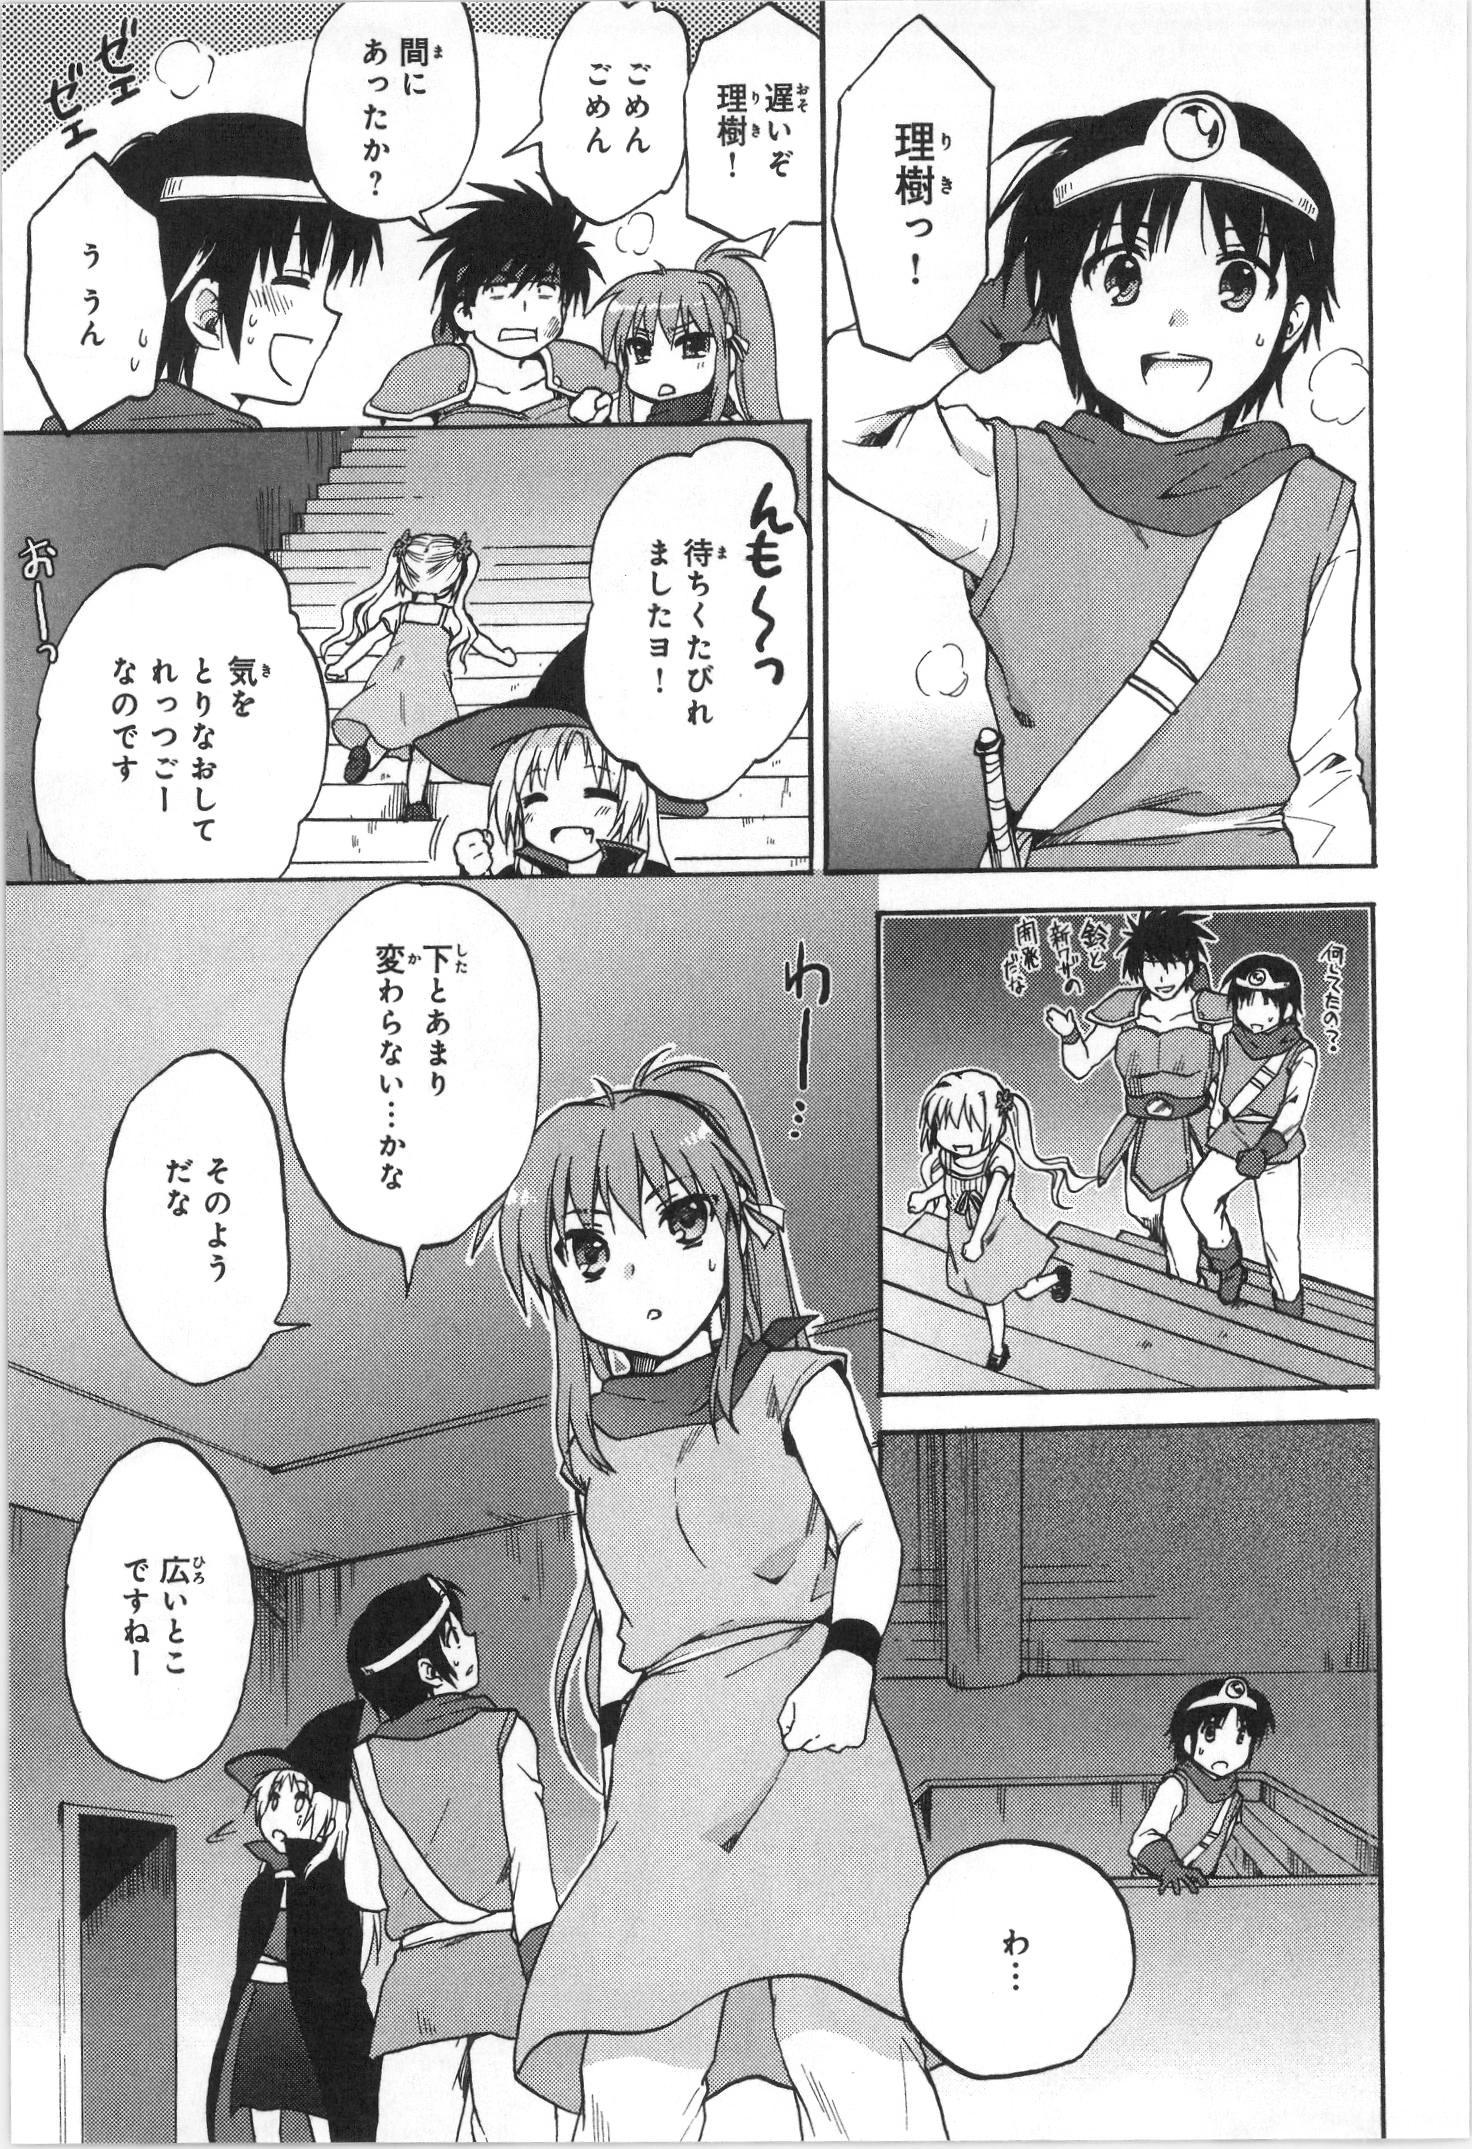 理樹っ!
遅いぞ
理樹!
ごめん
ごめん
間に
あったか?
ゼェ
ゼェ
ううん
んも〜っ
待ちくたびれ
ましたヨ!
気を
とりなおして
れっつごー
なのです
おーっ
何してたの?
鈴と
新ワザの
開発
だな
わ…
わー…
下とあまり
変わらない…かな
そのよう
だな
広いとこ
ですねー